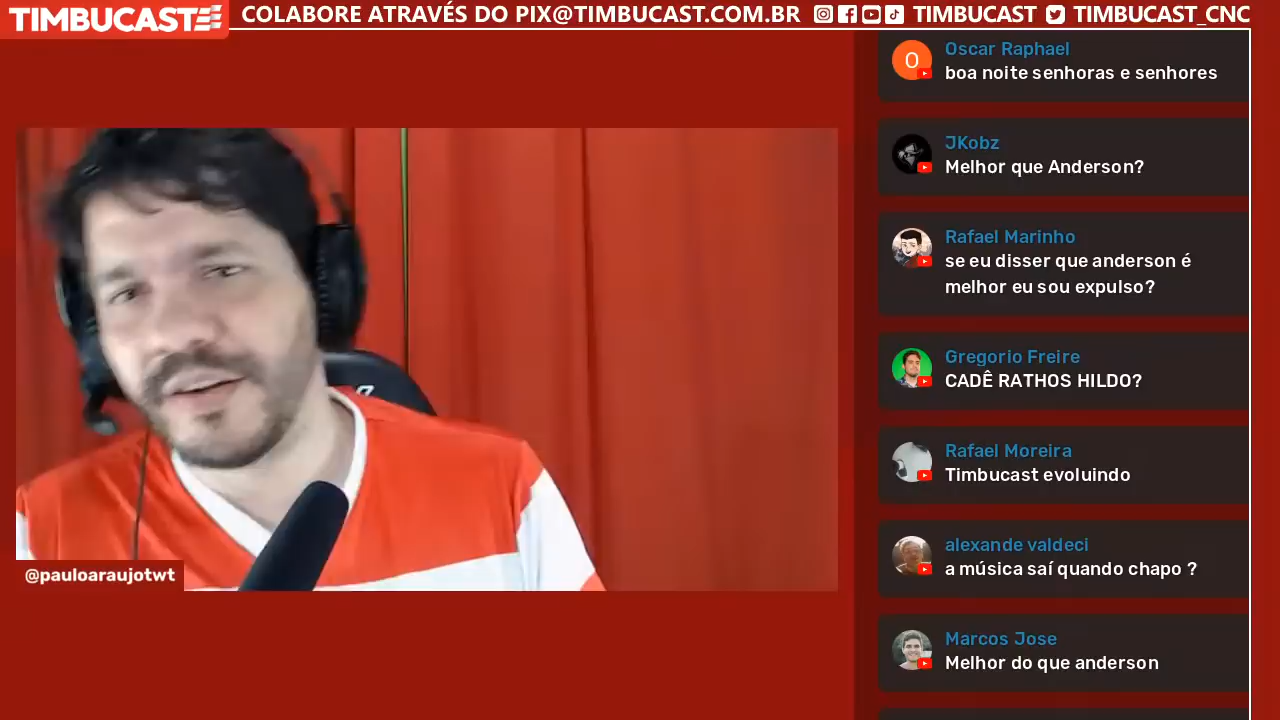 TIMBUCAST
COLABORE ATRAVÉS DO PIX@TIMBUCAST.COM.BR
TIMBUCAST
TIMBUCAST_CNC
@pauloaraujotwt
Oscar Raphael
boa noite senhoras e senhores
JKobz
Melhor que Anderson?
Rafael Marinho
se eu disser que anderson é
melhor eu sou expulso?
Gregorio Freire
CADÊ RATHOS HILDO?
Rafael Moreira
Timbucast evoluindo
alexande valdeci
a música saí quando chapo ?
Marcos Jose
Melhor do que anderson
O